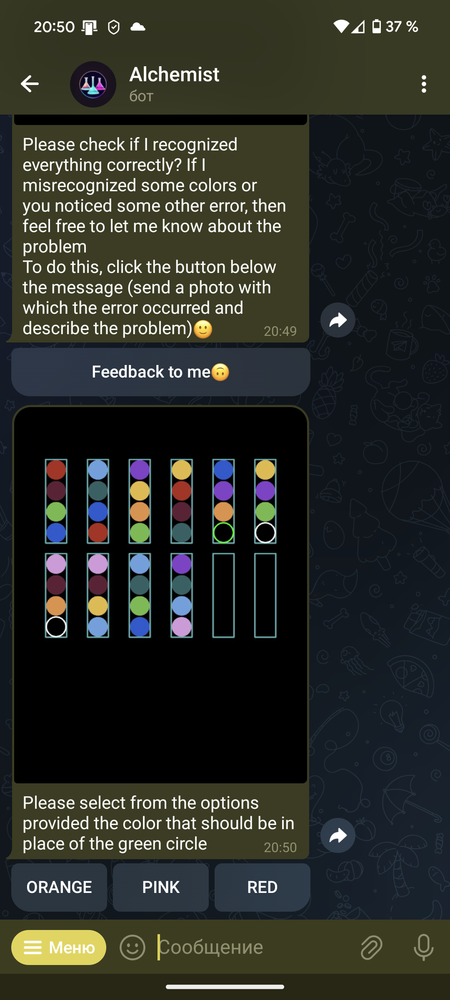 20:50
37 %
Alchemist
бот
Please check if I recognized
everything correctly? If I
misrecognized some colors or
you noticed some other error, then
feel free to let me know about the
problem
To do this, click the button below
the message (send a photo with
which the error occurred and
describe the problem)🙂
20:49
Feedback to me🙃
Please select from the options
provided the color that should be in
place of the green circle
20:50
ORANGE
PINK
RED
Меню
Сообщение